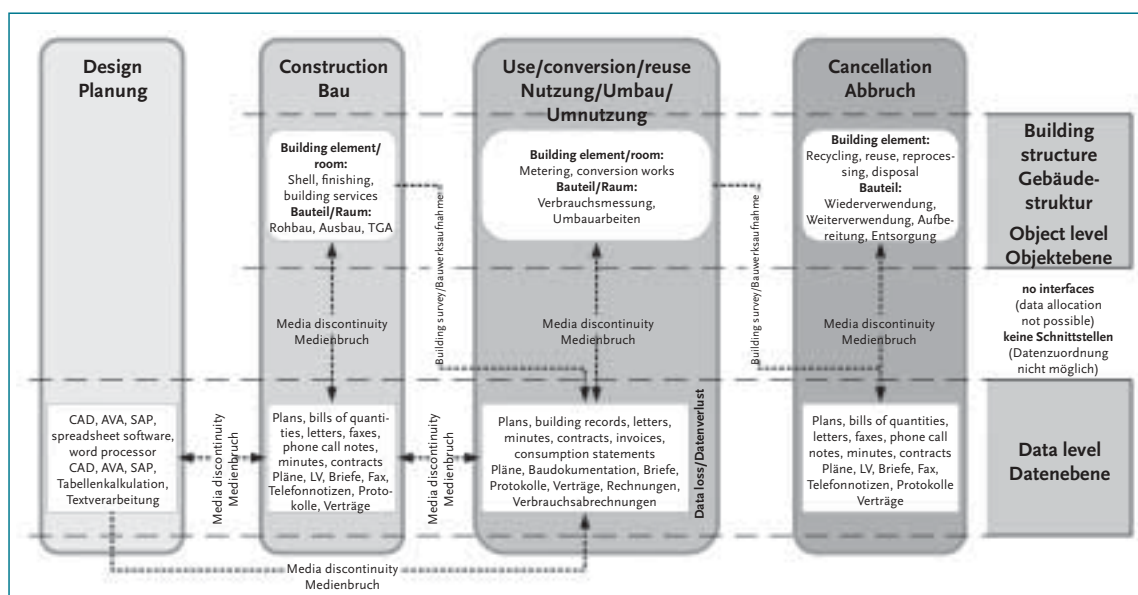 Design
Planung
Construction
Bau
Use/conversion/reuse
Nutzung/Umbau/
Umnutzung
Cancellation
Abbruch
Building element/
room:
Shell, finishing,
building services
Bauteil/Raum:
Rohbau, Ausbau, TGA
Building element/room:
Metering, conversion works
Bauteil/Raum:
Verbrauchsmessung,
Umbauarbeiten
Building element:
Recycling, reuse, reproces-
sing, disposal
Bauteil:
Wiederverwendung,
Weiterverwendung, Aufbe-
reitung, Entsorgung
Building
structure
Gebäude-
struktur
Object level
Objektebene
Building survey/Bauwerksaufnahme
Building survey/Bauwerksaufnahme
Media discontinuity
Medienbruch
Media discontinuity
Medienbruch
Media discontinuity
Medienbruch
no interfaces
(data allocation
not possible)
keine Schnittstellen
(Datenzuordnung
nicht möglich)
CAD, AVA, SAP,
spreadsheet software,
word processor
CAD, AVA, SAP,
Tabellenkalkulation,
Textverarbeitung
Media discontinuity
Medienbruch
Plans, bills of quanti-
ties, letters, faxes,
phone call notes,
minutes, contracts
Pläne, LV, Briefe, Fax,
Telefonnotizen, Proto-
kolle, Verträge
Media discontinuity
Medienbruch
Plans, building records, letters,
minutes, contracts, invoices,
consumption statements
Pläne, Baudokumentation, Briefe,
Protokolle, Verträge, Rechnungen,
Verbrauchsabrechnungen
Data loss/Datenverlust
Plans, bills of quantities,
letters, faxes, phone call
notes, minutes, contracts
Pläne, LV, Briefe, Fax,
Telefonnotizen, Protokolle
Verträge
Data level
Datenebene
Media discontinuity
Medienbruch